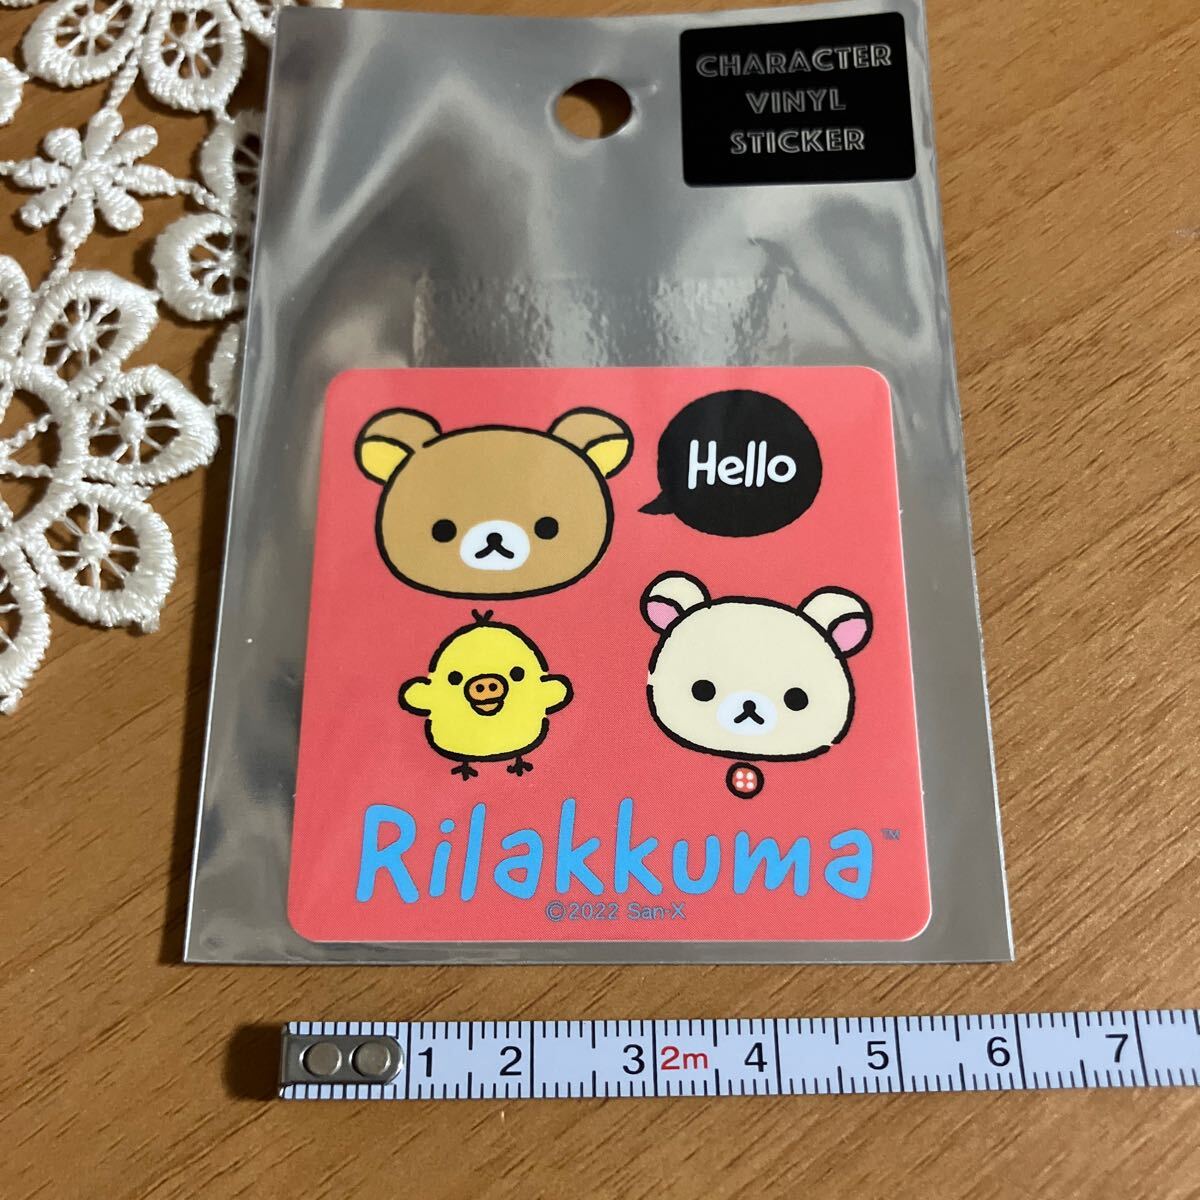 CHARACTER
VINYL
STICKER
Hello
Rilakkuma™
©2022 San-X
1 2 3 2m 4 5 6 7